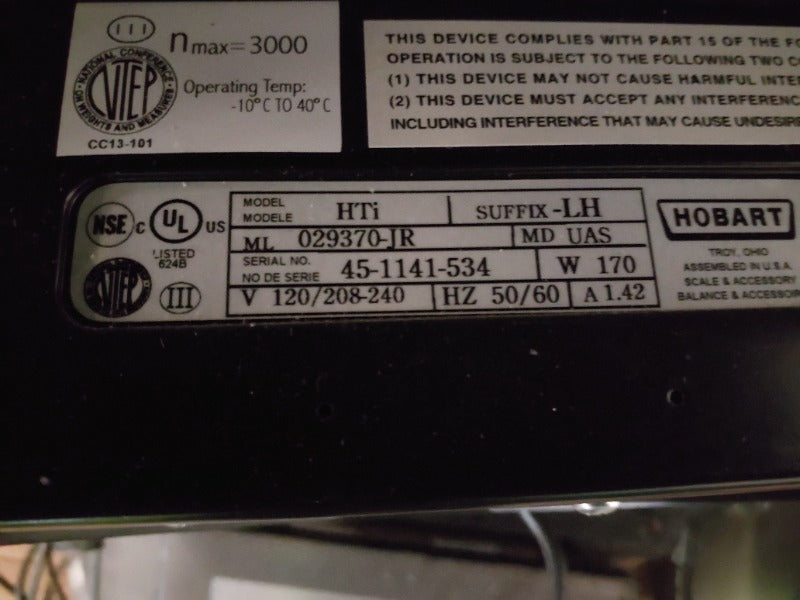 III
nmax=3000
NATIONAL CONFERENCE ON WEIGHTS AND MEASURES
NTEP
Operating Temp:
-10°C TO 40°C
CC13-101
THIS DEVICE COMPLIES WITH PART 15 OF THE
OPERATION IS SUBJECT TO THE FOLLOWING TWO
(1) THIS DEVICE MAY NOT CAUSE HARMFUL
(2) THIS DEVICE MUST ACCEPT ANY
INCLUDING INTERFERENCE THAT MAY CAUSE
NSF C UL US
LISTED
624B
NTEP III
MODEL
MODELE HTi SUFFIX -LH
ML 029370-JR MD UAS
SERIAL NO.
NO DE SERIE 45-1141-534 W 170
V 120/208-240 HZ 50/60 A 1.42
HOBART
TROY, OHIO
ASSEMBLED IN U.S.A.
SCALE & ACCESSORY
BALANCE &